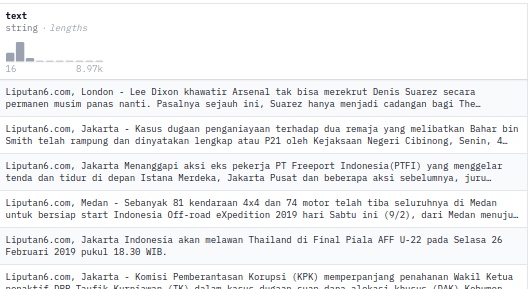 text
string · lengths
16 8.97k
Liputan6.com, London - Lee Dixon khawatir Arsenal tak bisa merekrut Denis Suarez secara
permanen musim panas nanti. Pasalnya sejauh ini, Suarez hanya menjadi cadangan bagi The…
Liputan6.com, Jakarta - Kasus dugaan penganiayaan terhadap dua remaja yang melibatkan Bahar bin
Smith telah rampung dan dinyatakan lengkap atau P21 oleh Kejaksaan Negeri Cibinong, Senin, 4…
Liputan6.com, Jakarta Menanggapi aksi eks pekerja PT Freeport Indonesia(PTFI) yang menggelar
tenda dan tidur di depan Istana Merdeka, Jakarta Pusat dan beberapa aksi sebelumnya, juru…
Liputan6.com, Medan - Sebanyak 81 kendaraan 4x4 dan 74 motor telah tiba seluruhnya di Medan
untuk bersiap start Indonesia Off-road eXpedition 2019 hari Sabtu ini (9/2), dari Medan menuju…
Liputan6.com, Jakarta Indonesia akan melawan Thailand di Final Piala AFF U-22 pada Selasa 26
Februari 2019 pukul 18.30 WIB.
Liputan6.com, Jakarta - Komisi Pemberantasan Korupsi (KPK) memperpanjang penahanan Wakil Ketua
nonaktif DPR Taufik Kurniawan (TK) dalam kasus dugaan suap dana alokasi khusus (DAK) Kebumen